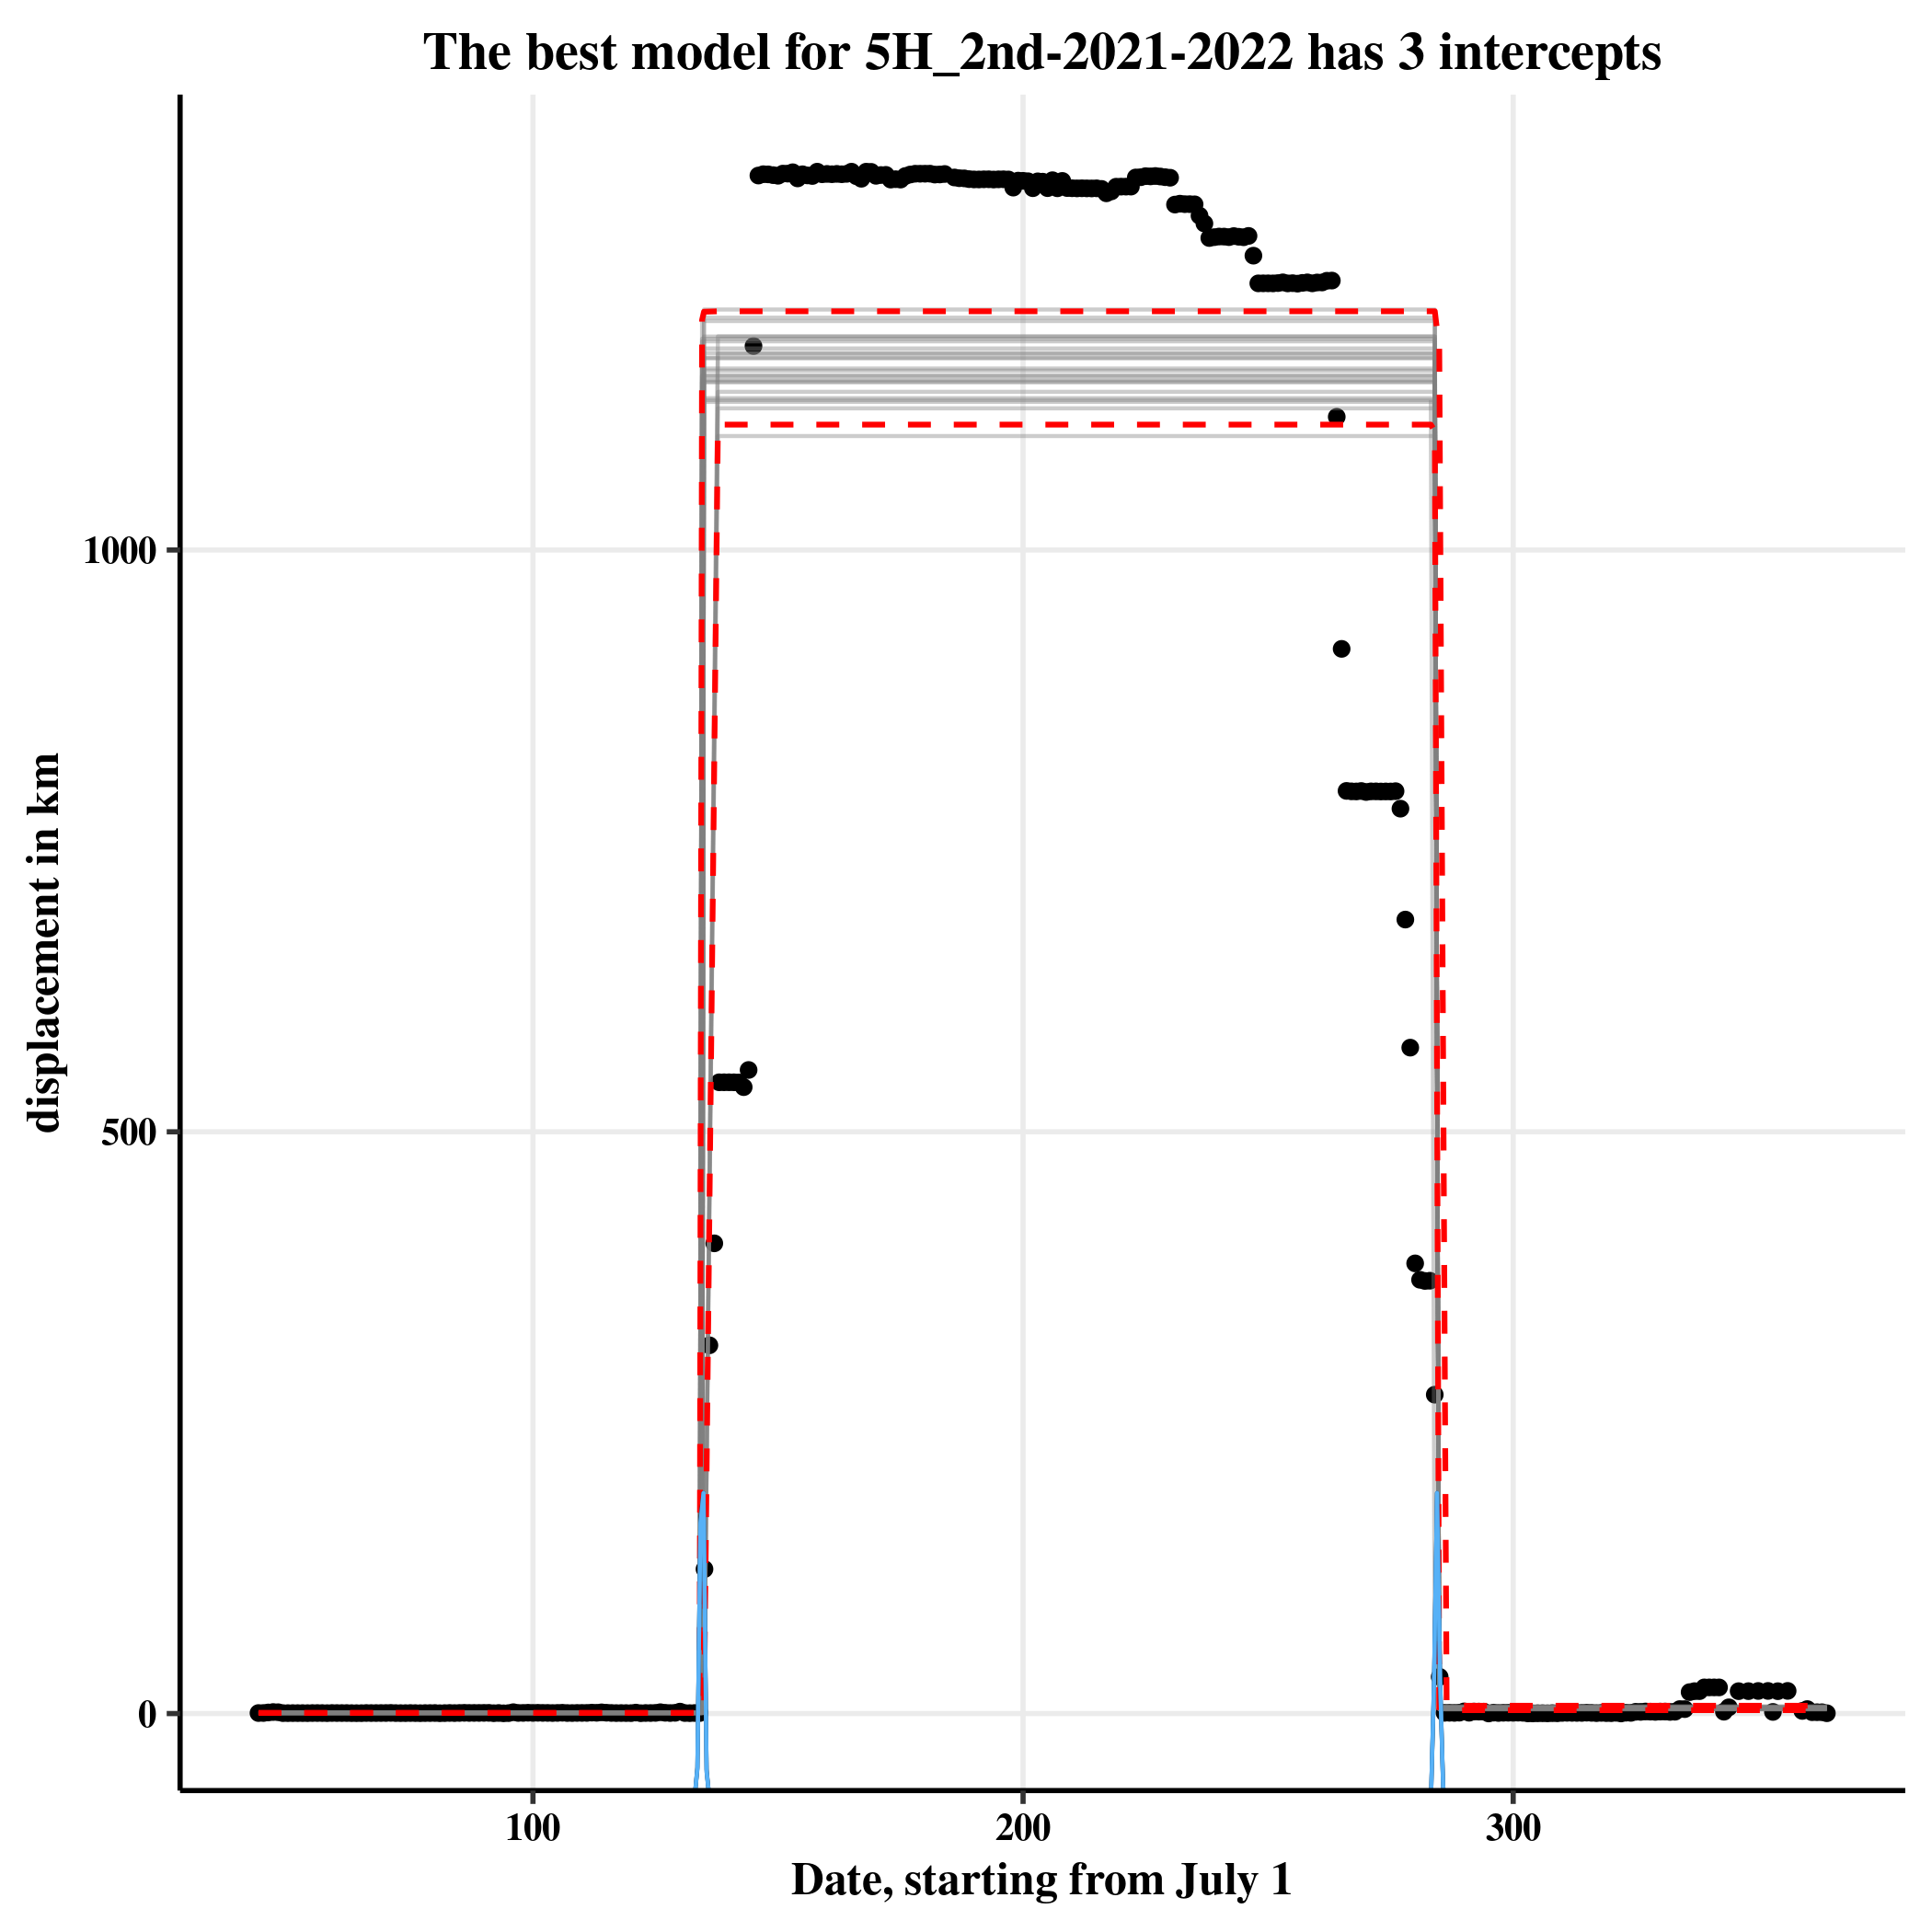 The best model for 5H_2nd-2021-2022 has 3 intercepts
displacement in km
1000
500
0
100 200 300
Date, starting from July 1